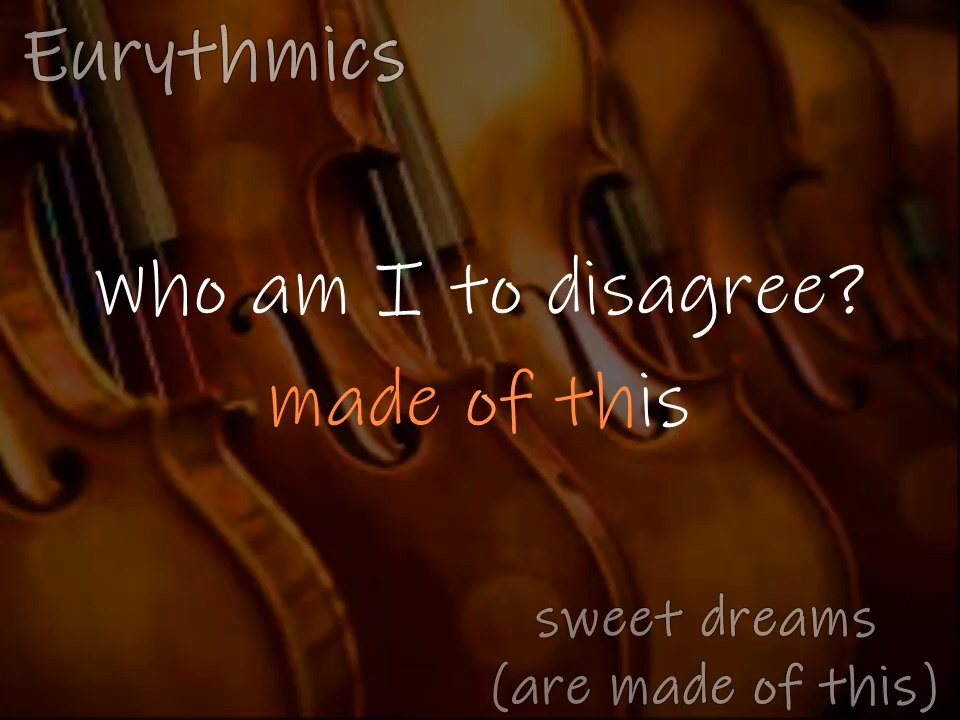 Eurythmics
Who am I to disagree?
made of this
sweet dreams
(are made of this)